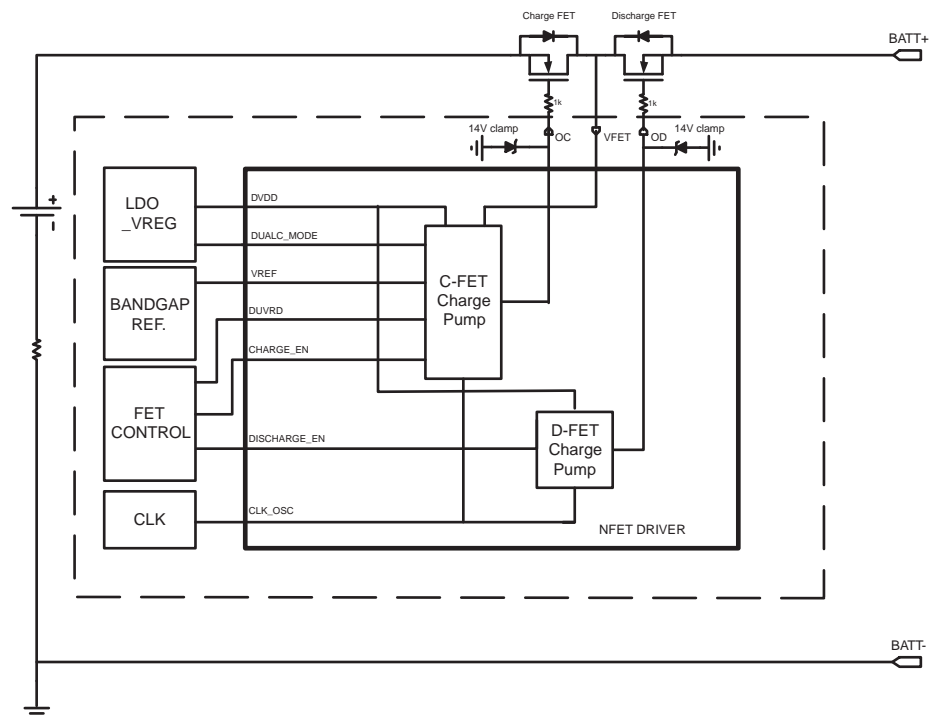 Charge FET
Discharge FET
BATT+
1k
1k
14V clamp
OC
VFET
OD
14V clamp
+
-
LDO
_VREG
DVDD
DUALC_MODE
BANDGAP
REF.
VREF
DUVRD
C-FET
Charge
Pump
CHARGE_EN
FET
CONTROL
DISCHARGE_EN
D-FET
Charge
Pump
CLK
CLK_OSC
NFET DRIVER
BATT-